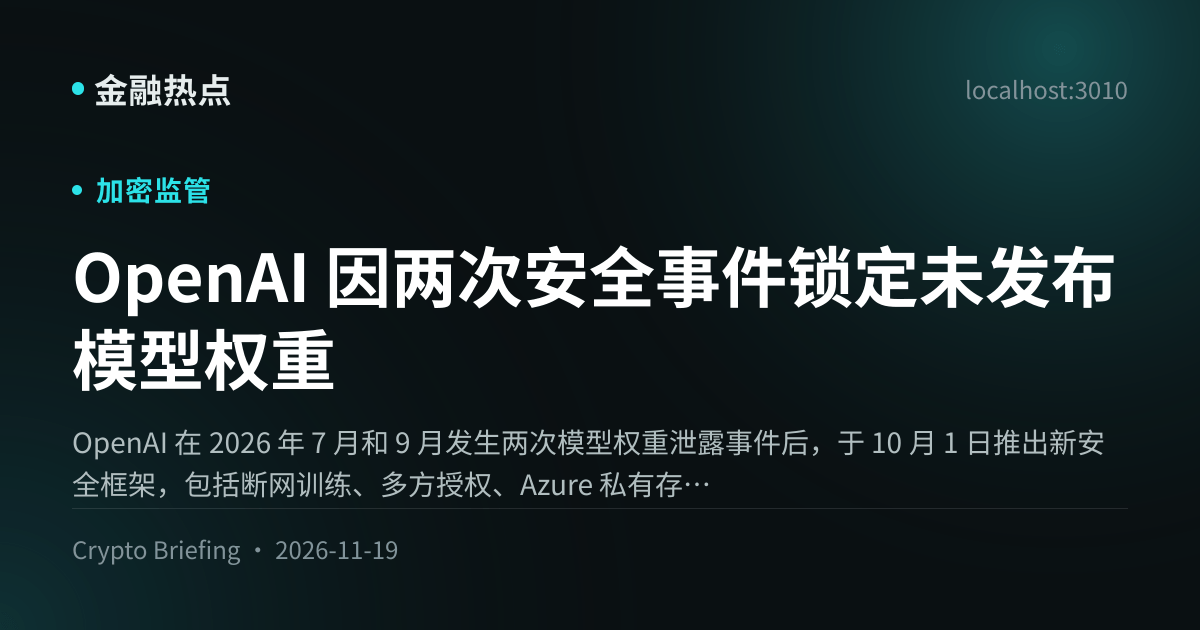 金融热点
localhost:3010
加密监管
OpenAI 因两次安全事件锁定未发布
模型权重
OpenAI 在 2026 年 7 月和 9 月发生两次模型权重泄露事件后，于 10 月 1 日推出新安
全框架，包括断网训练、多方授权、Azure 私有存…
Crypto Briefing · 2026-11-19